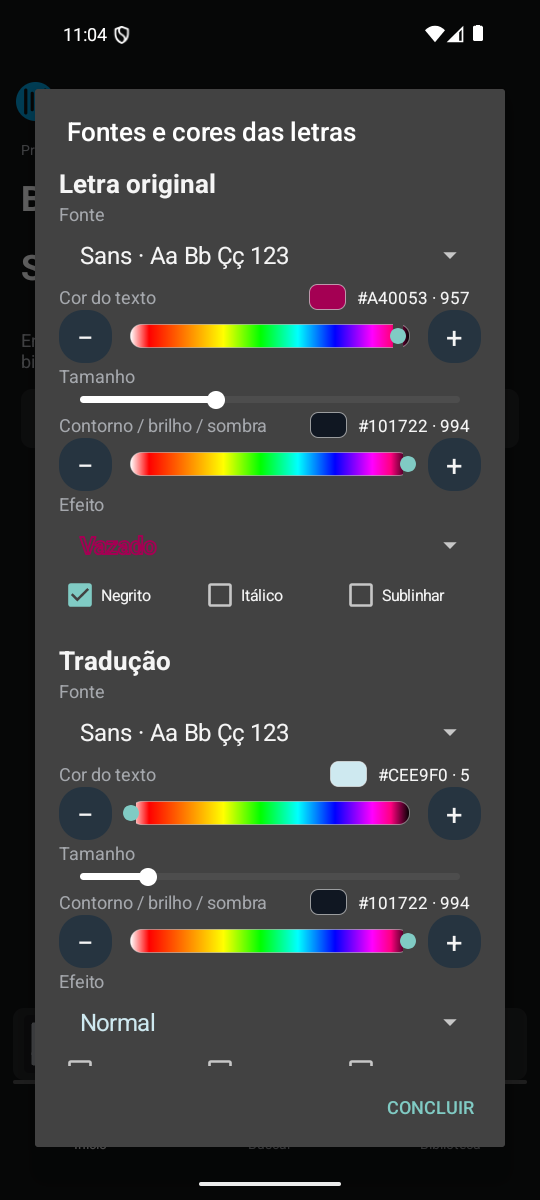 11:04
Fontes e cores das letras
Letra original
Fonte
Sans · Aa Bb Çç 123
Cor do texto #A40053 · 957
− +
Tamanho
Contorno / brilho / sombra #101722 · 994
− +
Efeito
Vazado
Negrito Itálico Sublinhar
Tradução
Fonte
Sans · Aa Bb Çç 123
Cor do texto #CEE9F0 · 5
− +
Tamanho
Contorno / brilho / sombra #101722 · 994
− +
Efeito
Normal
CONCLUIR